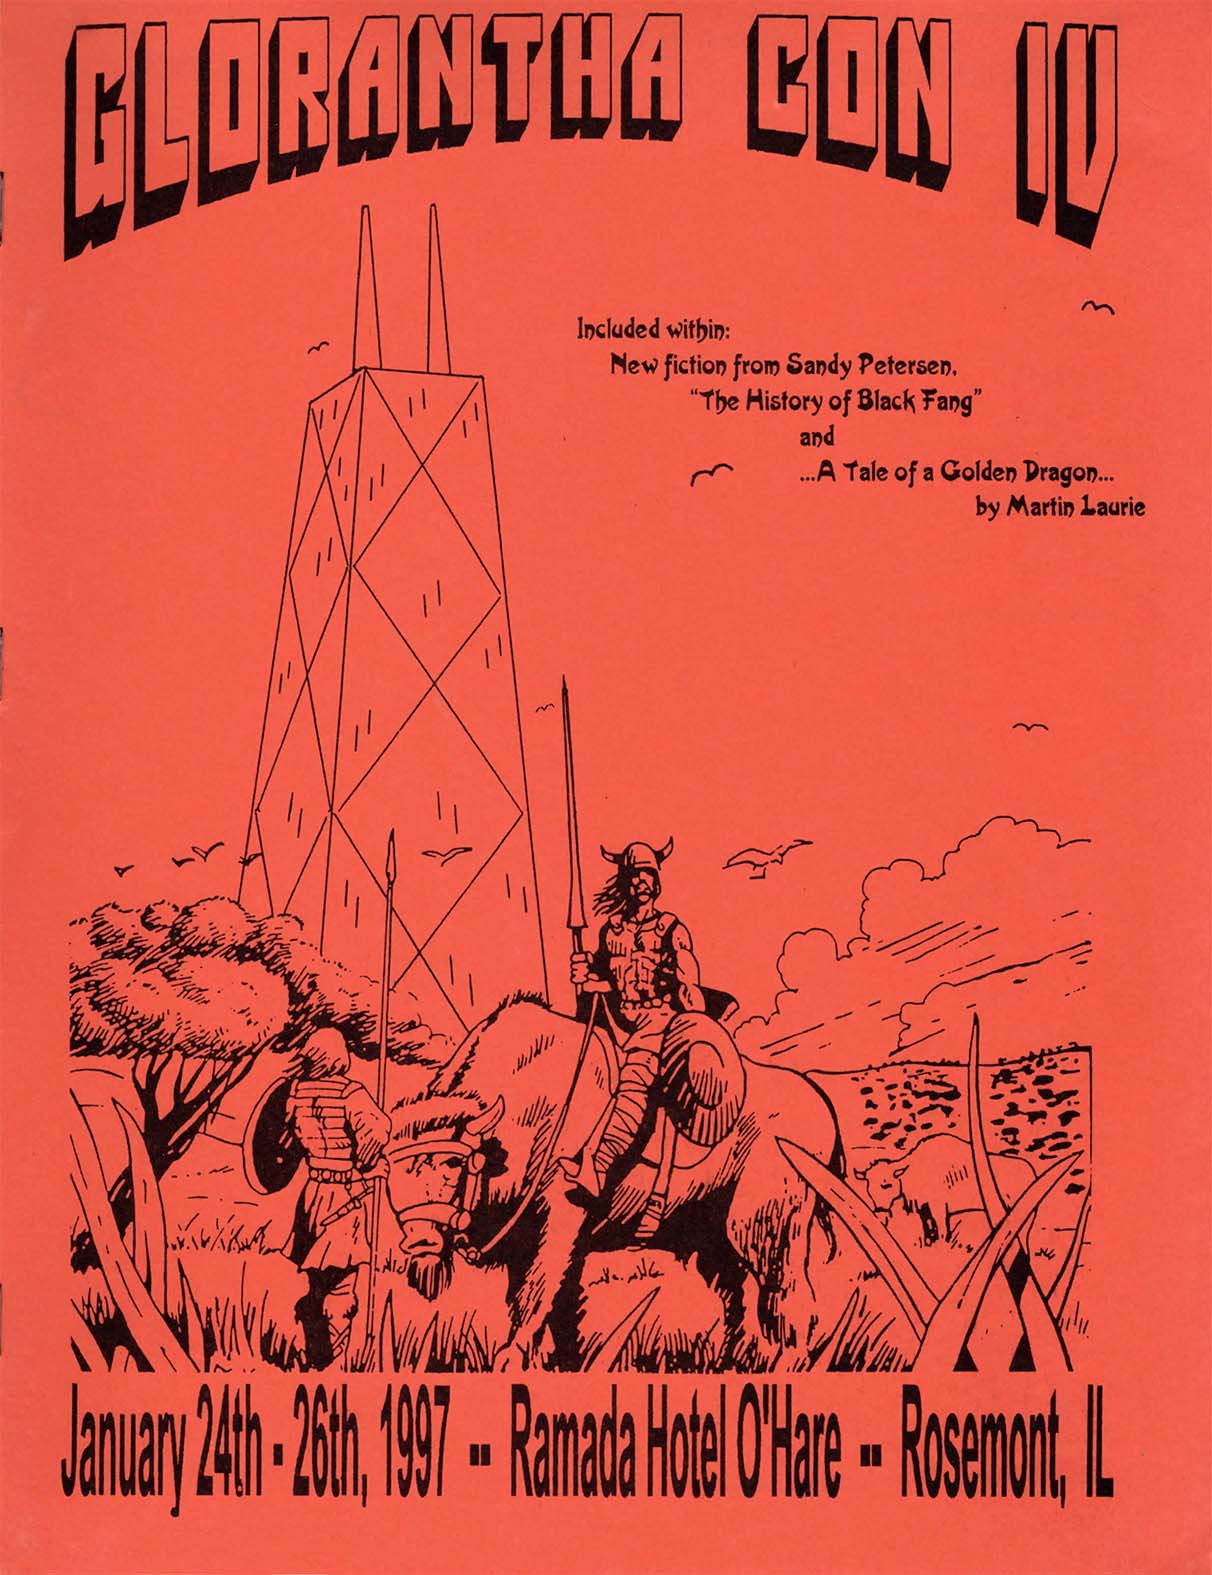 GLORANTHA CON IV
Included within:
New fiction from Sandy Petersen,
"The History of Black Fang"
and
...A Tale of a Golden Dragon...
by Martin Laurie
January 24th - 26th, 1997 -- Ramada Hotel O'Hare -- Rosemont, IL